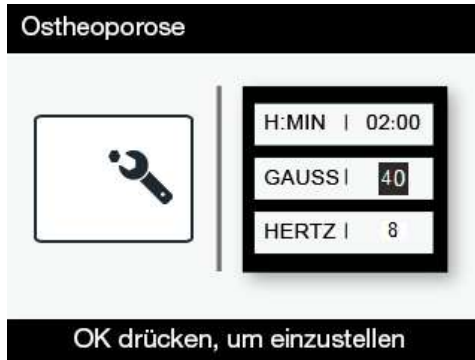 Ostheoporose
H:MIN | 02:00
GAUSS | 40
HERTZ | 8
OK drücken, um einzustellen